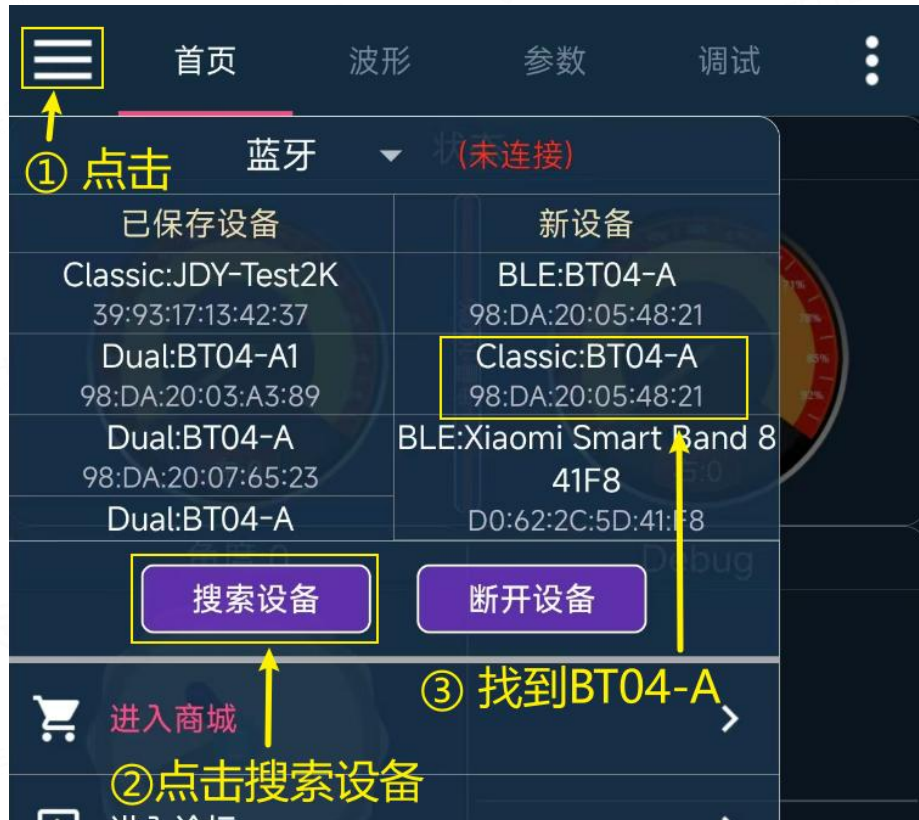 首页 波形 参数 调试
① 点击
蓝牙 (未连接)
已保存设备 新设备
Classic:JDY-Test2K
39:93:17:13:42:37
Dual:BT04-A1
98:DA:20:03:A3:89
Dual:BT04-A
98:DA:20:07:65:23
Dual:BT04-A
BLE:BT04-A
98:DA:20:05:48:21
Classic:BT04-A
98:DA:20:05:48:21
BLE:Xiaomi Smart Band 8
41F8
D0:62:2C:5D:41:F8
Debug
搜索设备 断开设备
③ 找到BT04-A
进入商城
②点击搜索设备